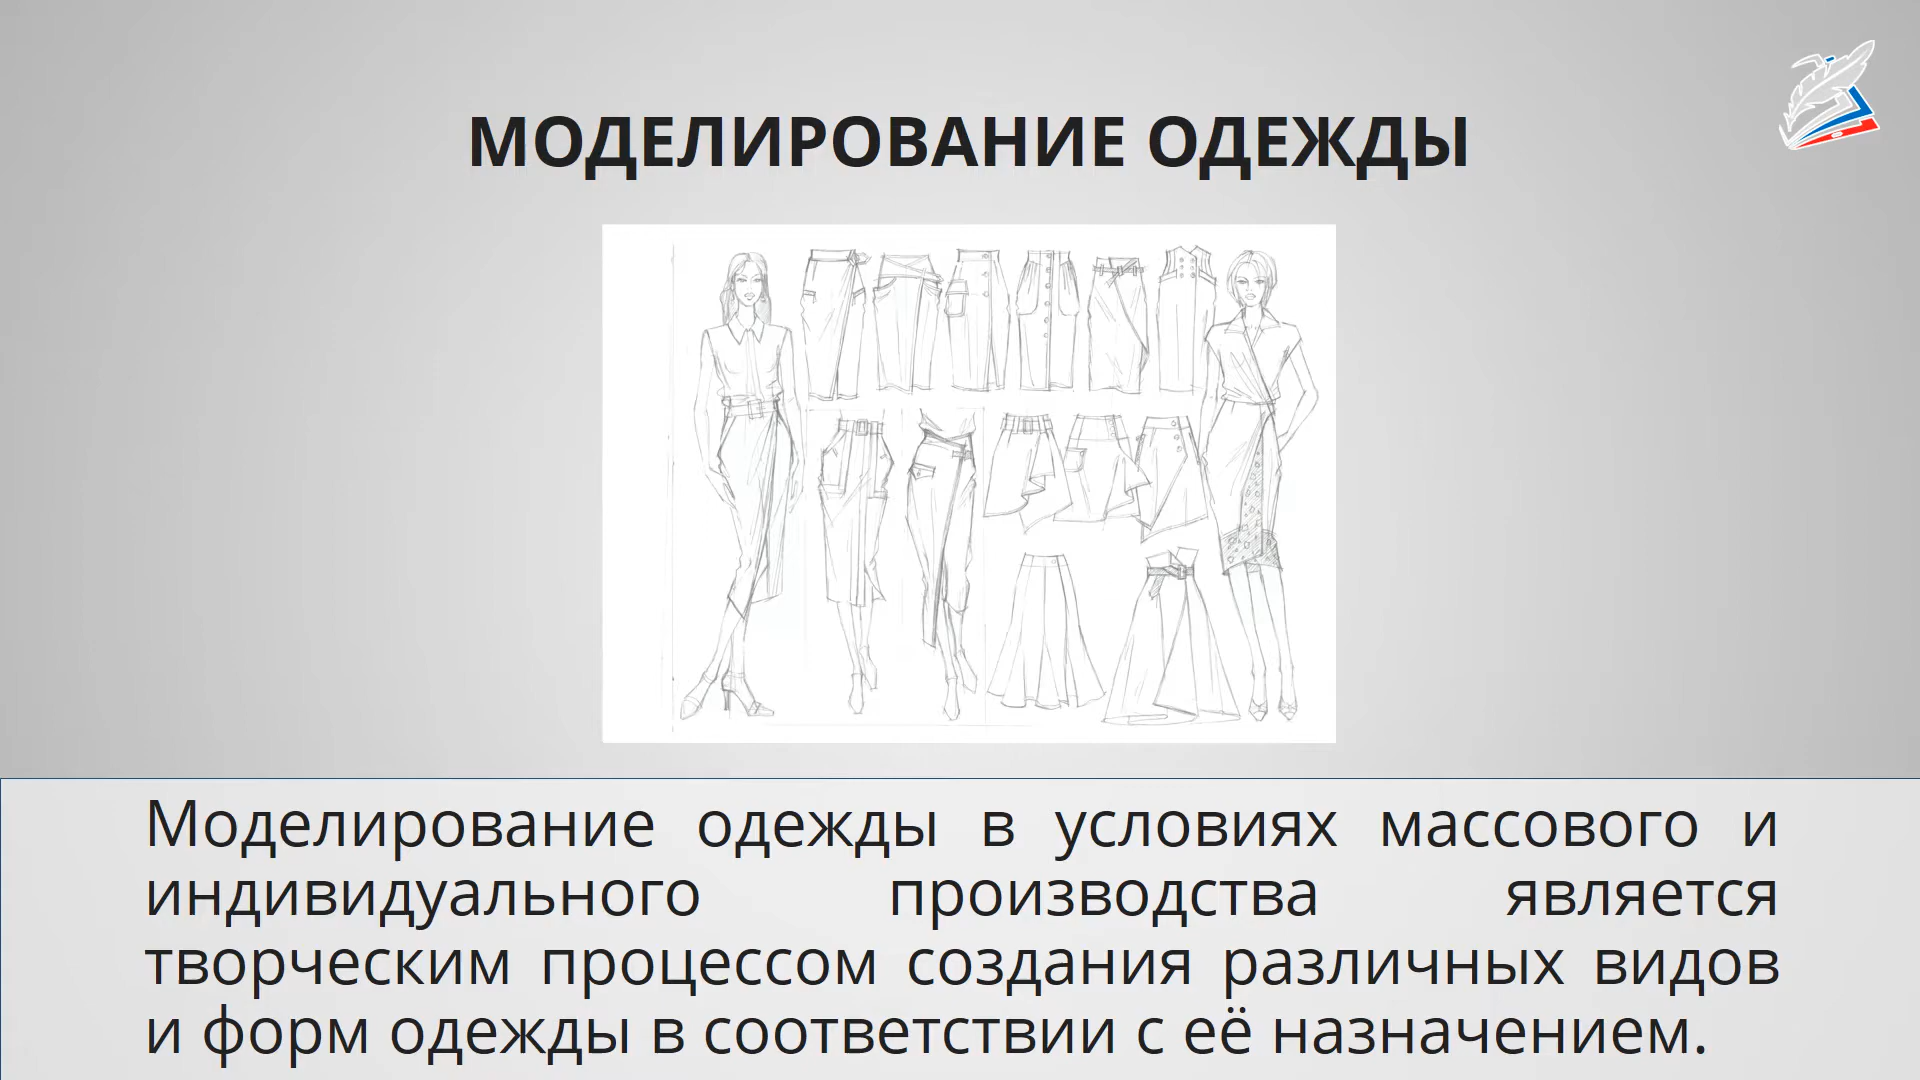 МОДЕЛИРОВАНИЕ ОДЕЖДЫ
Моделирование одежды в условиях массового и
индивидуального производства является
творческим процессом создания различных видов
и форм одежды в соответствии с её назначением.